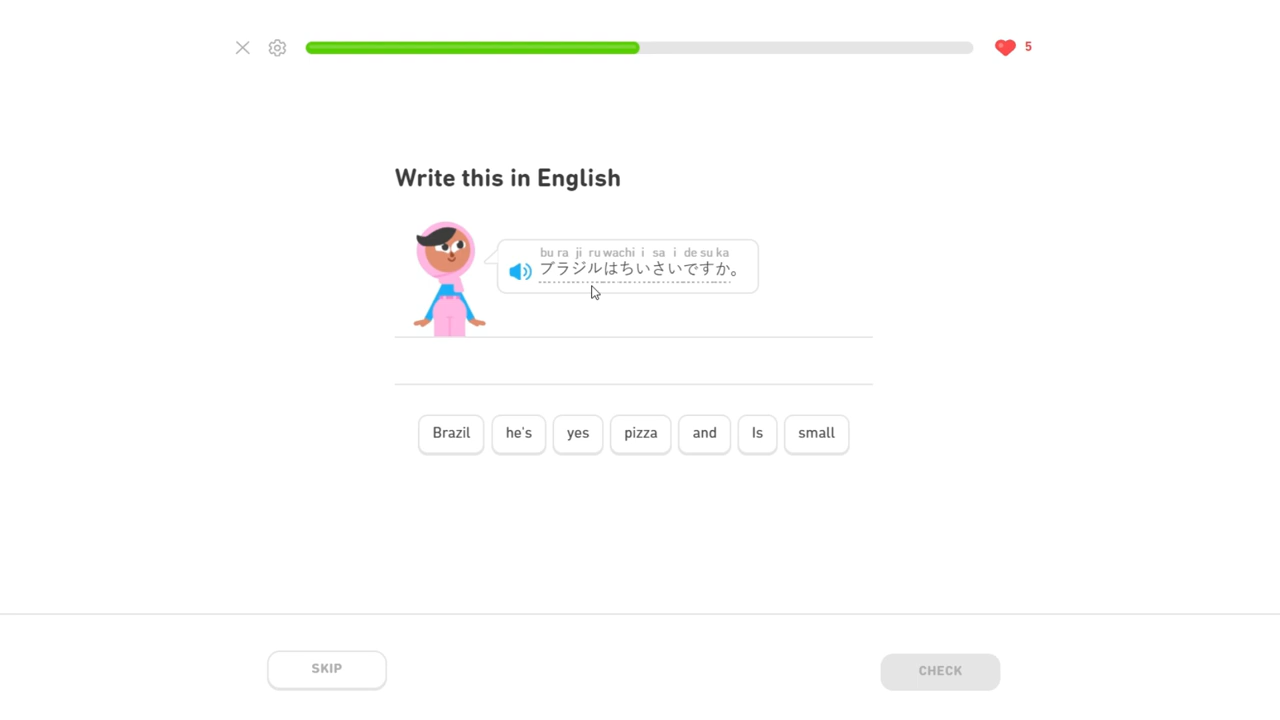 5
Write this in English
bu ra ji ru wa chi i sa i de su ka
ブラジルはちいさいですか。
Brazil he's yes pizza and Is small
SKIP CHECK